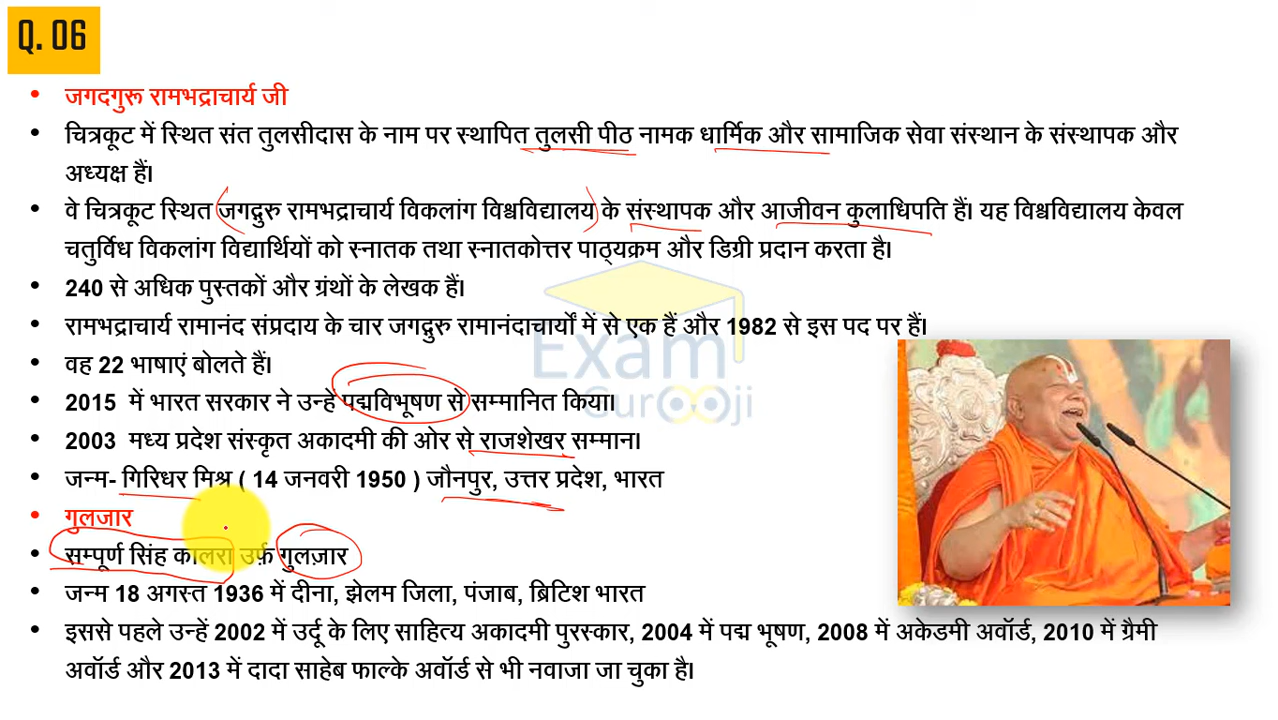 Q. 06
• जगदगुरू रामभद्राचार्य जी
• चित्रकूट में स्थित संत तुलसीदास के नाम पर स्थापित तुलसी पीठ नामक धार्मिक और सामाजिक सेवा संस्थान के संस्थापक और
अध्यक्ष हैं।
• वे चित्रकूट स्थित जगद्गुरु रामभद्राचार्य विकलांग विश्वविद्यालय के संस्थापक और आजीवन कुलाधिपति हैं। यह विश्वविद्यालय केवल
चतुर्विध विकलांग विद्यार्थियों को स्नातक तथा स्नातकोत्तर पाठ्यक्रम और डिग्री प्रदान करता है।
• 240 से अधिक पुस्तकों और ग्रंथों के लेखक हैं।
• रामभद्राचार्य रामानंद संप्रदाय के चार जगद्गुरु रामानंदाचार्यों में से एक हैं और 1982 से इस पद पर हैं।
• वह 22 भाषाएं बोलते हैं।
• 2015 में भारत सरकार ने उन्हें पद्मविभूषण से सम्मानित किया।
• 2003 मध्य प्रदेश संस्कृत अकादमी की ओर से राजशेखर सम्मान।
• जन्म- गिरिधर मिश्र ( 14 जनवरी 1950 ) जौनपुर, उत्तर प्रदेश, भारत
• गुलजार
• सम्पूर्ण सिंह कालरा उर्फ़ गुलज़ार
• जन्म 18 अगस्त 1936 में दीना, झेलम जिला, पंजाब, ब्रिटिश भारत
• इससे पहले उन्हें 2002 में उर्दू के लिए साहित्य अकादमी पुरस्कार, 2004 में पद्म भूषण, 2008 में अकेडमी अवॉर्ड, 2010 में ग्रैमी
अवॉर्ड और 2013 में दादा साहेब फाल्के अवॉर्ड से भी नवाजा जा चुका है।
Exam
Gurooji